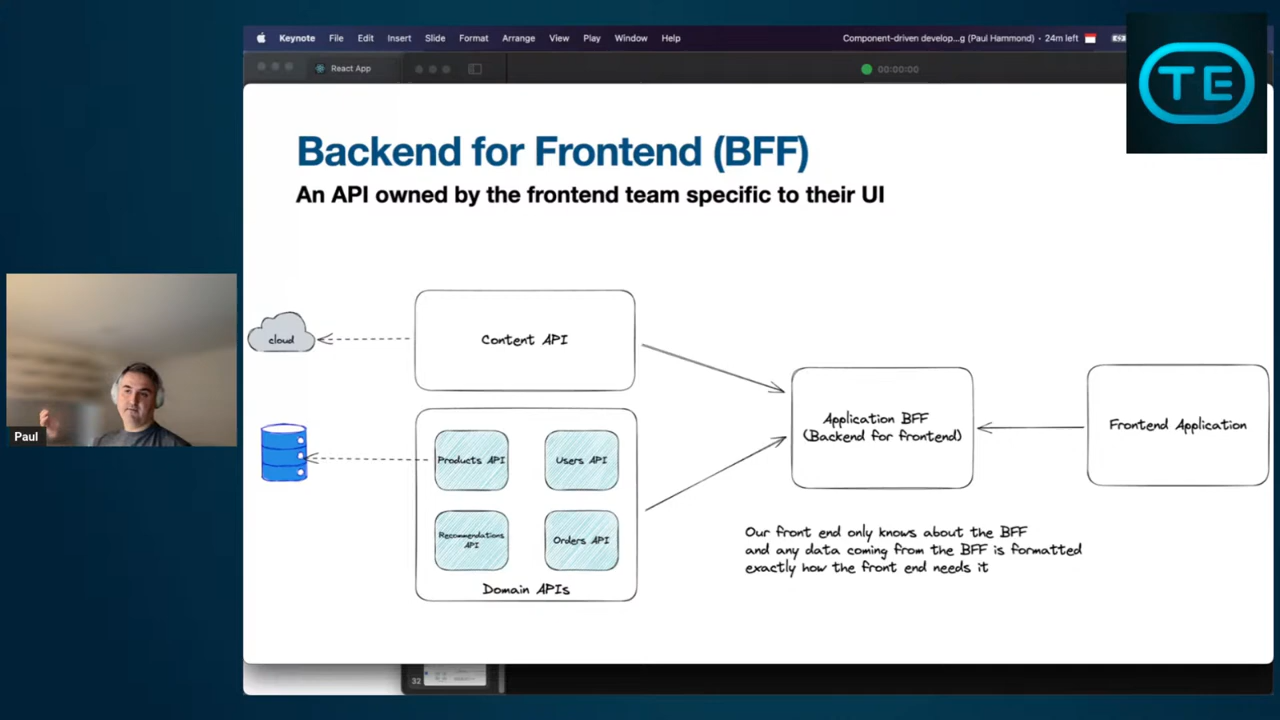 Keynote File Edit Insert Slide Format Arrange View Play Window Help
Component-driven develop...g (Paul Hammond) · 24m left
React App
00:00:00
TE
Backend for Frontend (BFF)
An API owned by the frontend team specific to their UI
cloud
Content API
Products API
Users API
Recommendations
API
Orders API
Domain APIs
Application BFF
(Backend for frontend)
Frontend Application
Our front end only knows about the BFF
and any data coming from the BFF is formatted
exactly how the front end needs it
Paul
32